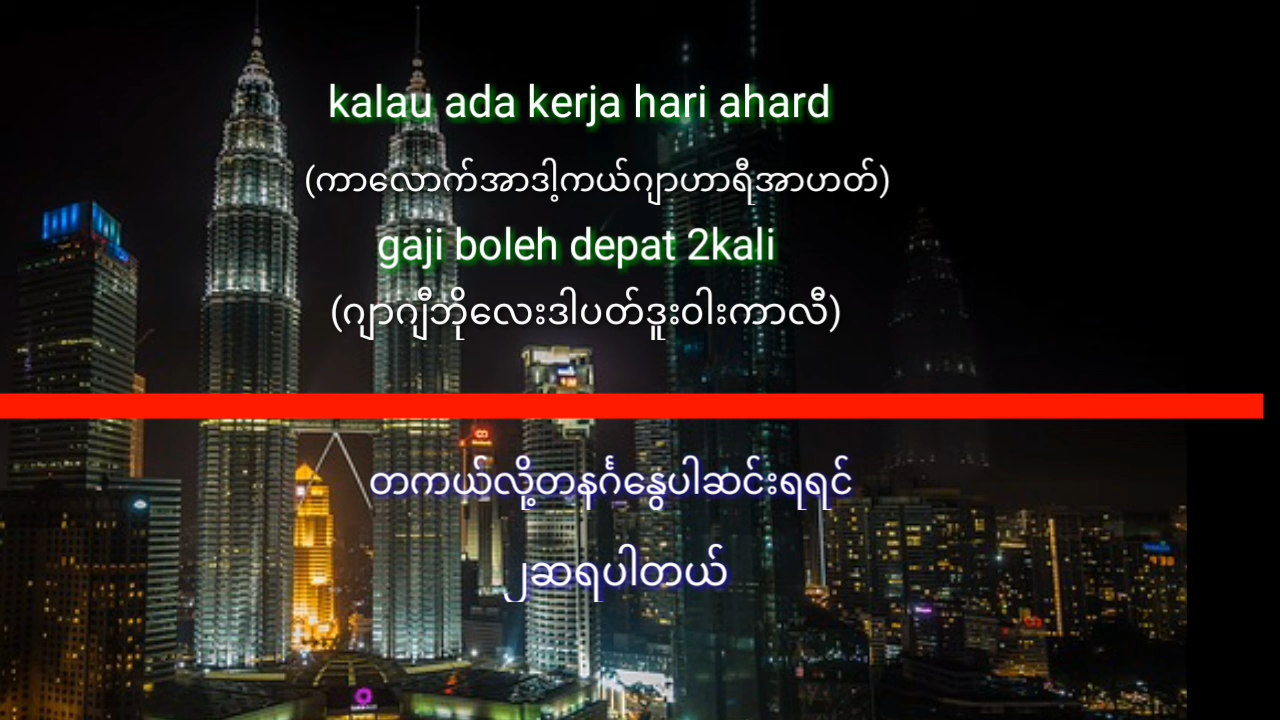 kalau ada kerja hari ahard
(ကာလောက်အာဒါ့ကယ်ဂျာဟာရီအာဟတ်)
gaji boleh depat 2kali
(ဂျာဂျီဘိုလေးဒါပတ်ဒူးဝါးကာလီ)
တကယ်လို့တနင်္ဂနွေပါဆင်းရရင်
၂ဆရပါတယ်